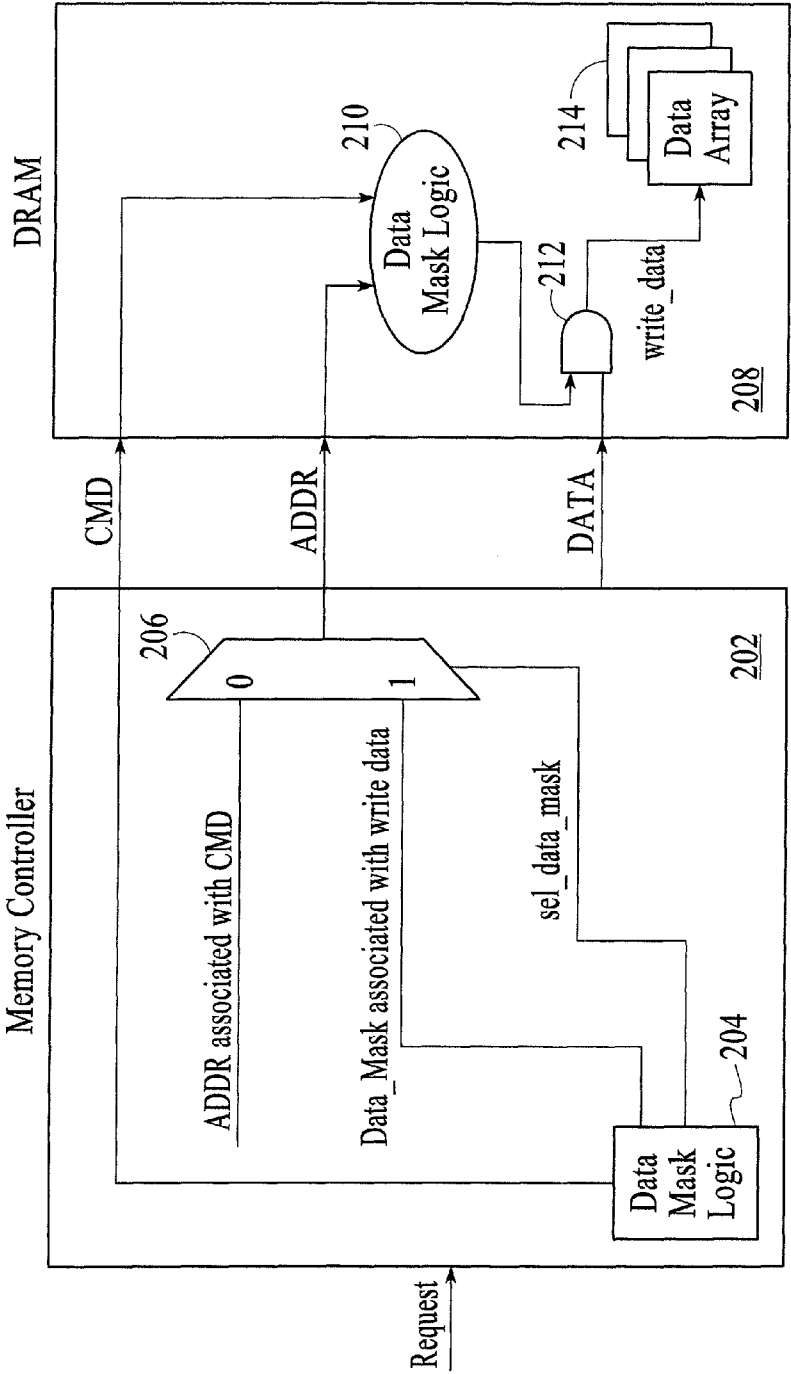 Memory Controller
DRAM
Request
ADDR associated with CMD
Data_Mask associated with write data
sel_data_mask
Data
Mask
Logic
204
206
0
1
202
CMD
ADDR
DATA
210
Data
Mask Logic
212
write_data
214
Data
Array
208